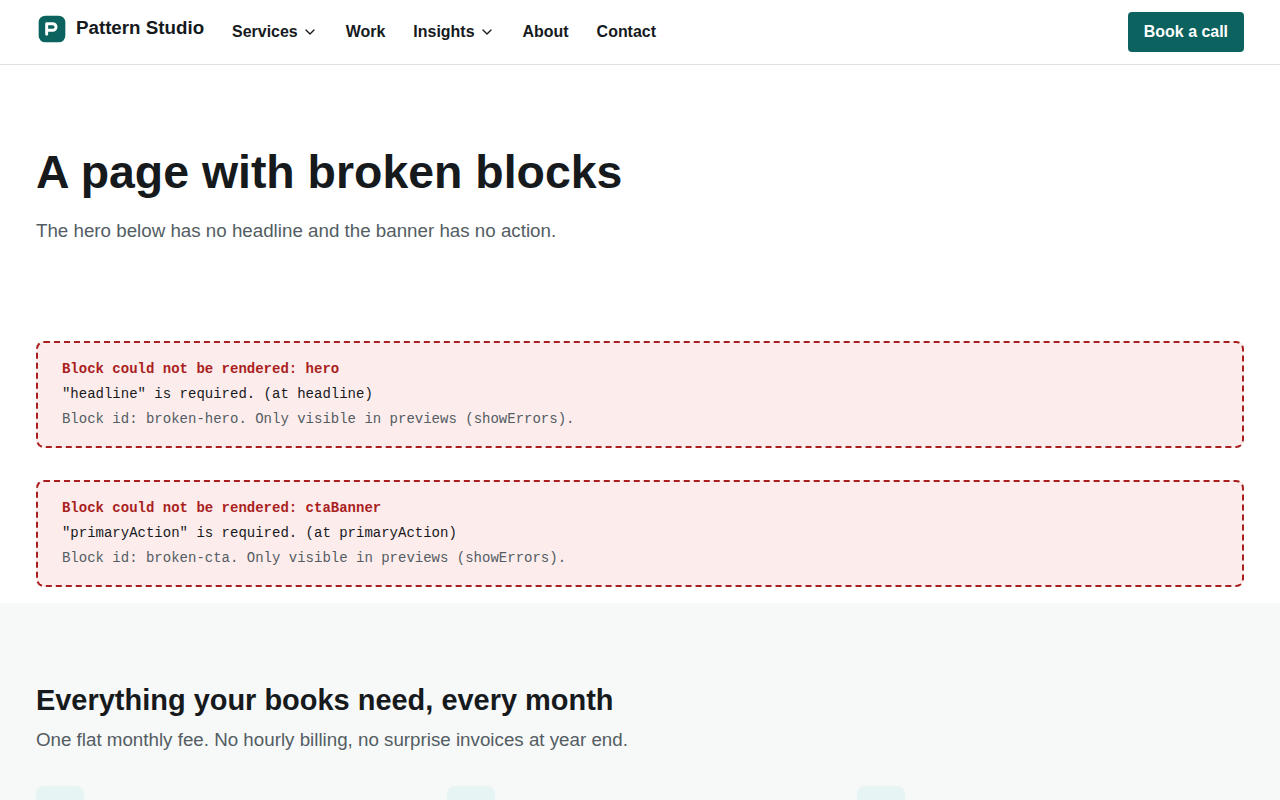 Pattern Studio
Services
Work
Insights
About
Contact
Book a call
A page with broken blocks
The hero below has no headline and the banner has no action.
Block could not be rendered: hero
"headline" is required. (at headline)
Block id: broken-hero. Only visible in previews (showErrors).
Block could not be rendered: ctaBanner
"primaryAction" is required. (at primaryAction)
Block id: broken-cta. Only visible in previews (showErrors).
Everything your books need, every month
One flat monthly fee. No hourly billing, no surprise invoices at year end.